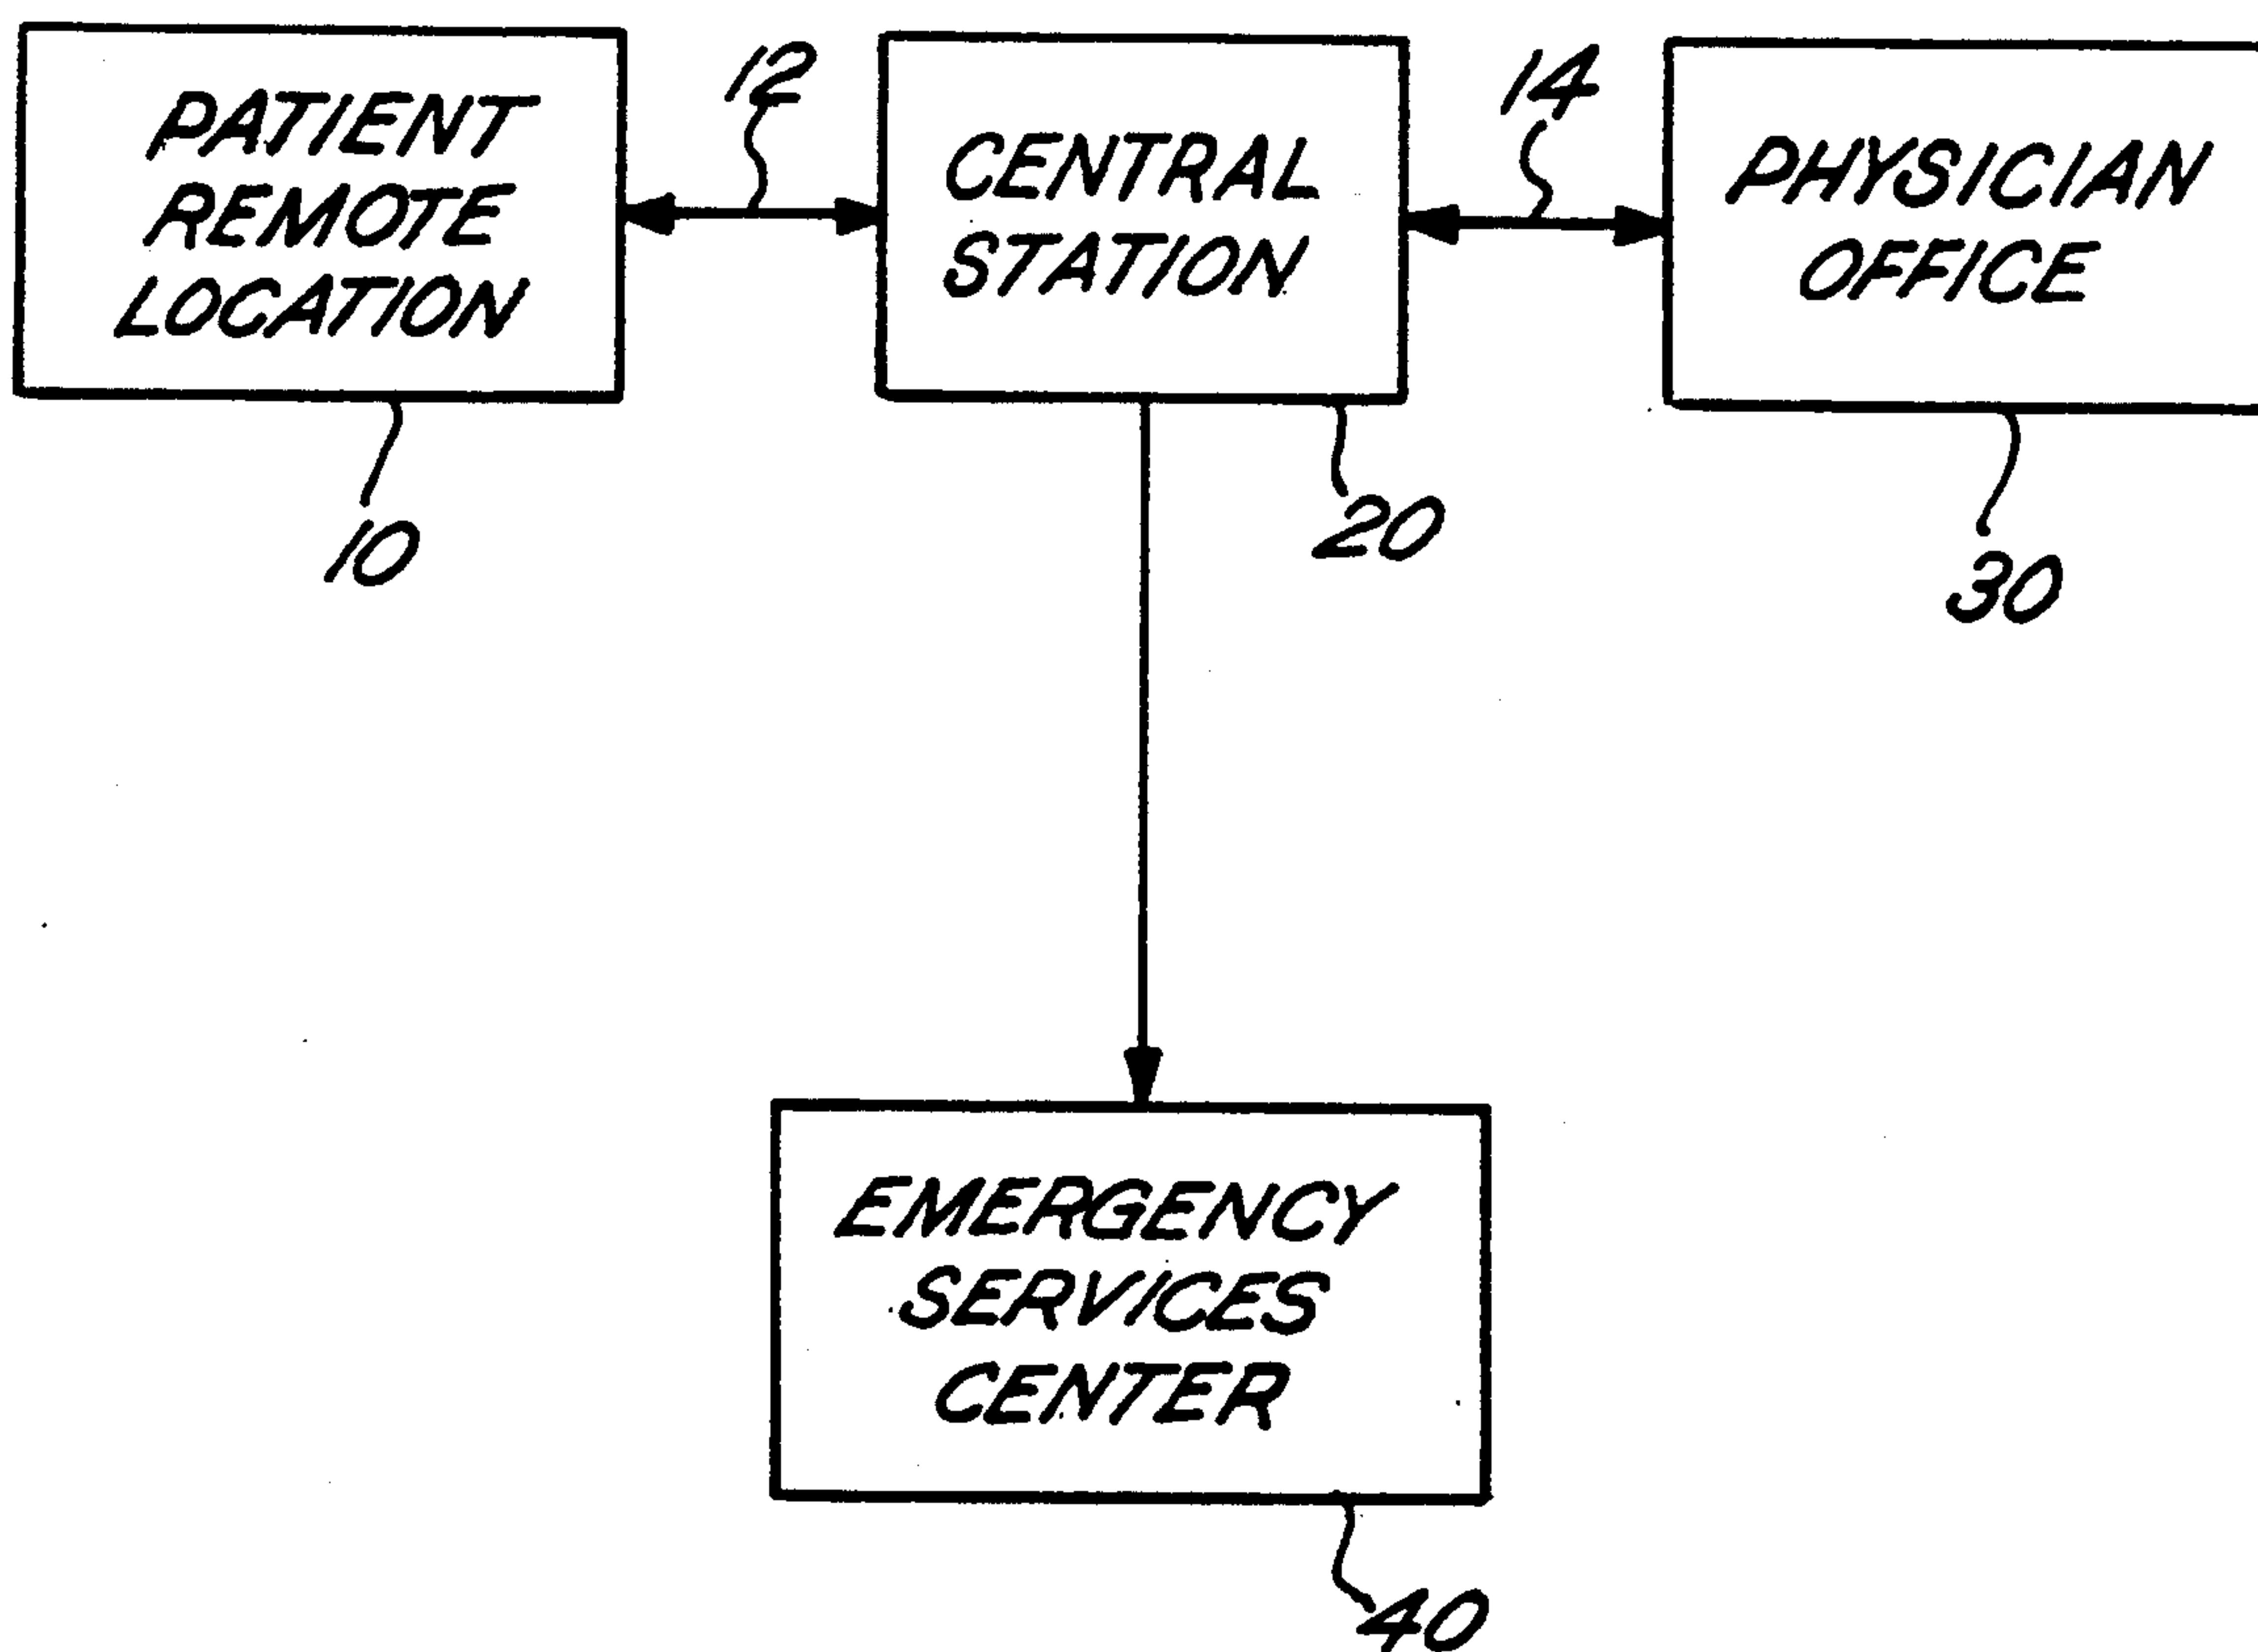 PATIENT
REMOTE
LOCATION
12
CENTRAL
STATION
14
PHYSICIAN
OFFICE
10
20
30
EMERGENCY
SERVICES
CENTER
40